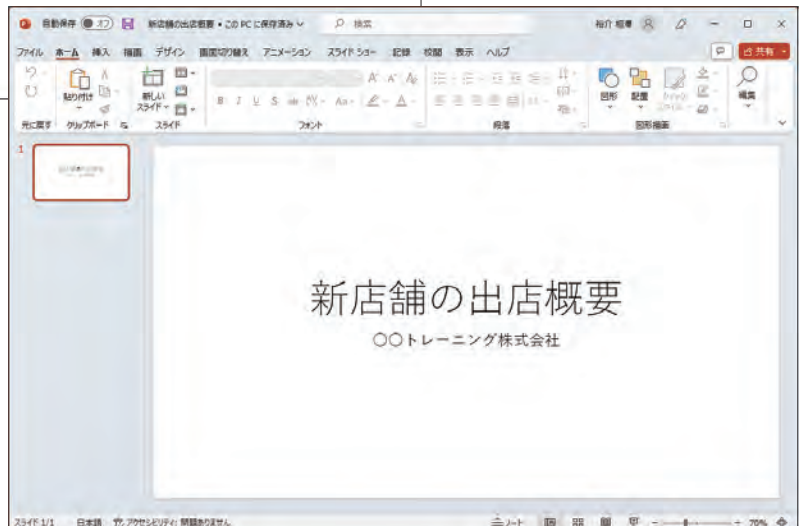 自動保存 オフ 新店舗の出店概要 • この PC に保存済み 検索
ファイル ホーム 挿入 描画 デザイン 画面切り替え アニメーション スライド ショー 記録 校閲 表示 ヘルプ 共有
貼り付け 新しい スライド B I U S ab Aa A 図形 配置 編集
元に戻す クリップボード スライド フォント 段落 図形描画
1
新店舗の出店概要
〇〇トレーニング株式会社
スライド 1/1 日本語 アクセシビリティ: 問題ありません ノート 70%